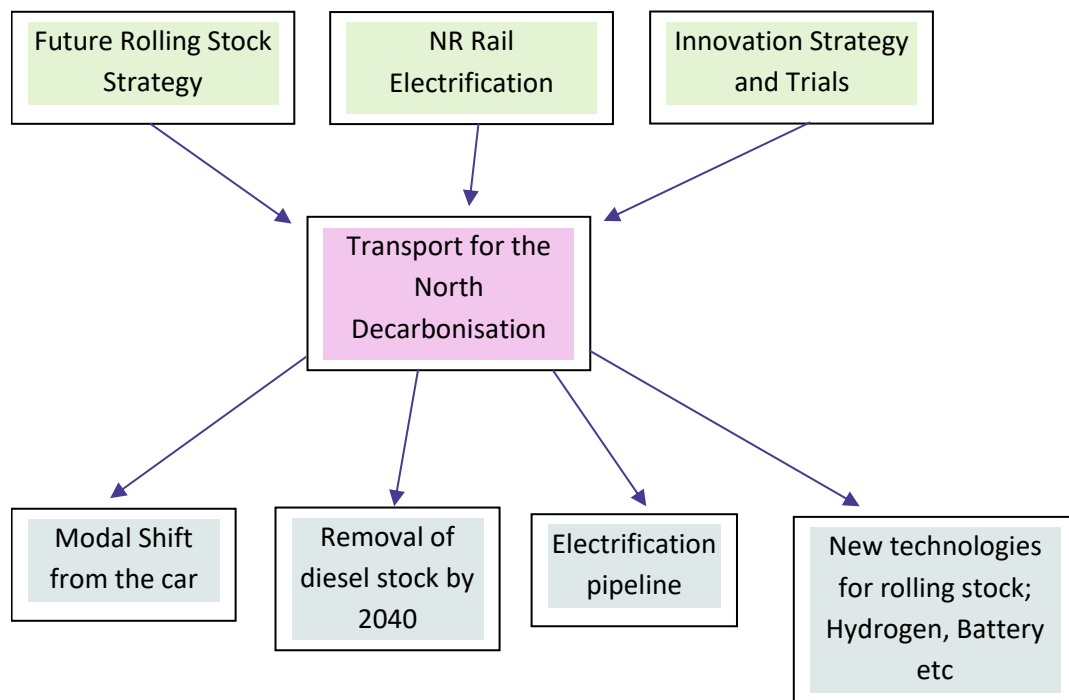 Future Rolling Stock
Strategy
NR Rail
Electrification
Innovation Strategy
and Trials
Transport for the
North
Decarbonisation
Modal Shift
from the car
Removal of
diesel stock by
2040
Electrification
pipeline
New technologies
for rolling stock;
Hydrogen, Battery
etc